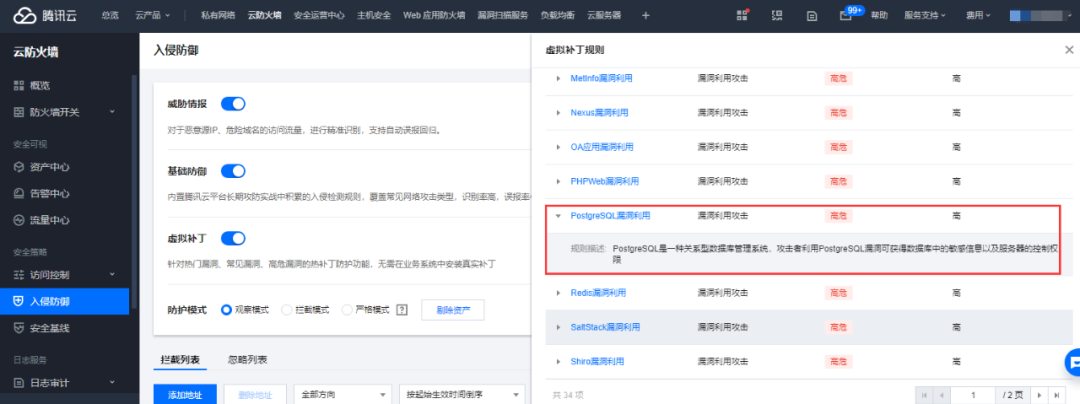 腾讯云 总览 云产品 私有网络 云防火墙 安全运营中心 主机安全 Web 应用防火墙 漏洞扫描服务 负载均衡 云服务器 + 99+ 帮助 服务支持 费用
云防火墙
概览
防火墙开关
安全可视
资产中心
告警中心
流量中心
安全策略
访问控制
入侵防御
安全基线
日志服务
日志审计
入侵防御
威胁情报
对于恶意源IP、危险域名的访问流量，进行精准识别，支持自动误报回归。
基础防御
内置腾讯云平台长期攻防实战中积累的入侵检测规则，覆盖常见网络攻击类型，识别率高，误报率
虚拟补丁
针对热门漏洞、常见漏洞、高危漏洞的热补丁防护功能，无需在业务系统中安装真实补丁
防护模式 观察模式 拦截模式 严格模式 ? 剔除资产
拦截列表 忽略列表
添加地址 删除地址 全部方向 按起始生效时间倒序
虚拟补丁规则
MetInfo漏洞利用 漏洞利用攻击 高危 高
Nexus漏洞利用 漏洞利用攻击 高危 高
OA应用漏洞利用 漏洞利用攻击 高危 高
PHPWeb漏洞利用 漏洞利用攻击 高危 高
PostgreSQL漏洞利用 漏洞利用攻击 高危 高
规则描述: PostgreSQL是一种关系型数据库管理系统，攻击者利用PostgreSQL漏洞可获得数据库中的敏感信息以及服务器的控制权
限
Redis漏洞利用 漏洞利用攻击 高危 高
SaltStack漏洞利用 漏洞利用攻击 高危 高
Shiro漏洞利用 漏洞利用攻击 高危 高
共 34 项 1 / 2 页